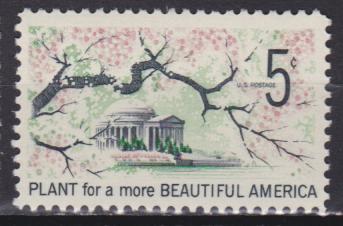 5¢
U.S. POSTAGE
PLANT for a more BEAUTIFUL AMERICA